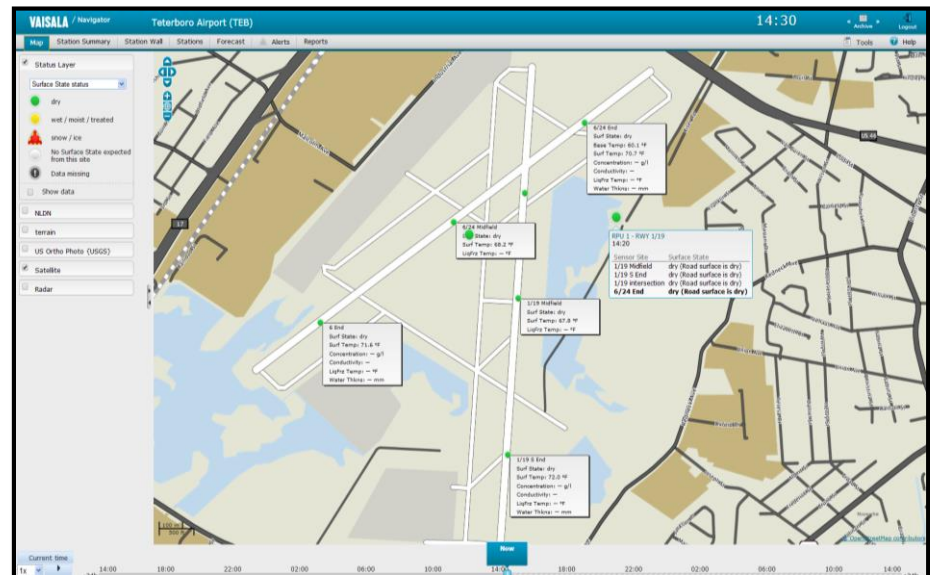 VAISALA / Navigator
Teterboro Airport (TEB)
14:30
Archive
Logout
Map
Station Summary
Station Wall
Stations
Forecast
Alerts
Reports
Tools
Help
Status Layer
Surface State status
dry
wet / moist / treated
snow / ice
No Surface State expected
from this site
Data missing
Show data
NLDN
terrain
US Ortho Photo (USGS)
Satellite
Radar
17
US 46
6/24 End
Surf State: dry
Base Temp: 60.1 °F
Surf Temp: 70.7 °F
Concentration: — g/l
Conductivity: —
LiqFrz Temp: — °F
Water Thkns: — mm
6/24 Midfield
State: dry
Surf Temp: 68.2 °F
LiqFrz Temp: — °F
RPU 1 - RWY 1/19
14:20
Sensor Site Surface State
1/19 Midfield dry (Road surface is dry)
1/19 S End dry (Road surface is dry)
1/19 intersection dry (Road surface is dry)
6/24 End dry (Road surface is dry)
1/19 Midfield
Surf State: dry
Surf Temp: 67.8 °F
LiqFrz Temp: — °F
6 End
Surf State: dry
Surf Temp: 71.6 °F
Concentration: — g/l
Conductivity: —
LiqFrz Temp: — °F
Water Thkns: — mm
1/19 S End
Surf State: dry
Surf Temp: 72.0 °F
Concentration: — g/l
Conductivity: —
LiqFrz Temp: — °F
Water Thkns: — mm
100 m
500 ft
© OpenStreetMap contributors
Current time
Now
1x
14:00 18:00 22:00 02:00 06:00 10:00 14:00 18:00 22:00 02:00 06:00 10:00 14:00